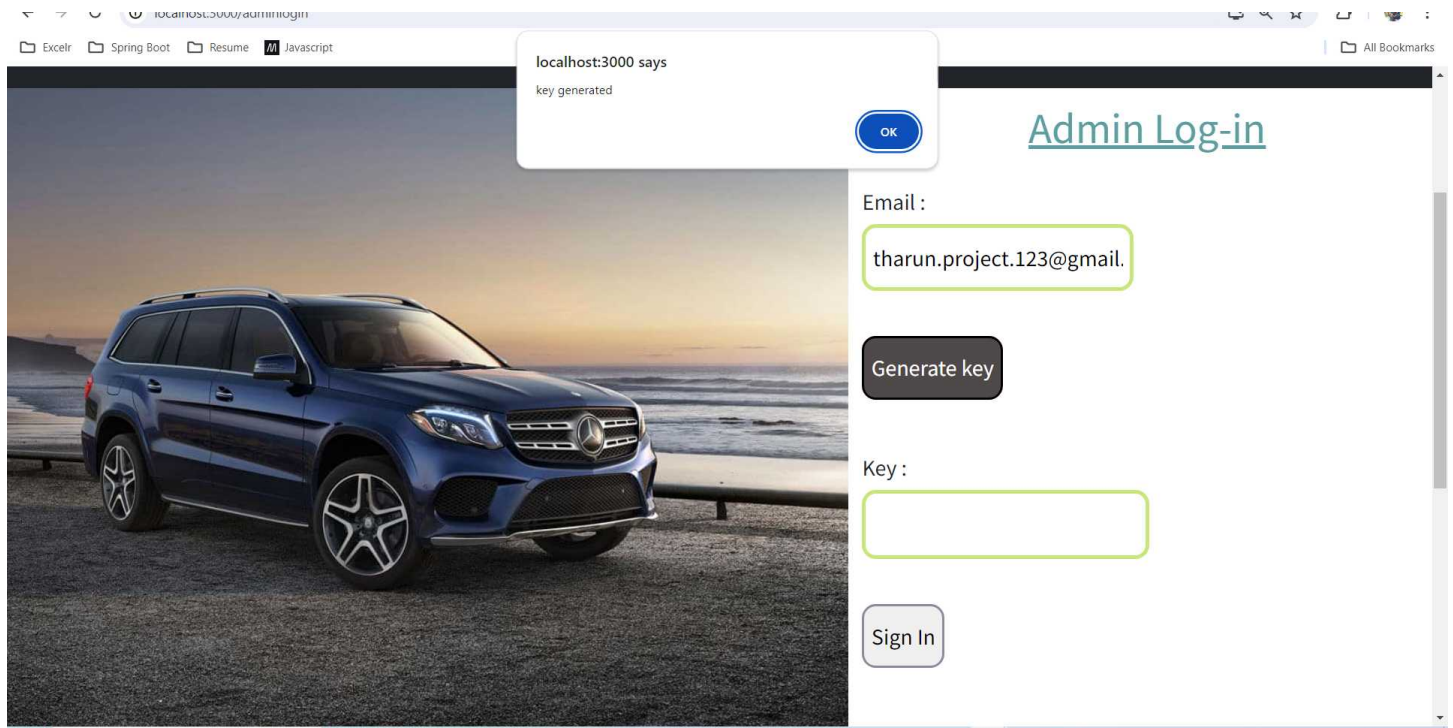 localhost:3000/adminlogin
Excelr Spring Boot Resume M Javascript All Bookmarks
localhost:3000 says
key generated
OK
Admin Log-in
Email :
tharun.project.123@gmail.
Generate key
Key :
Sign In